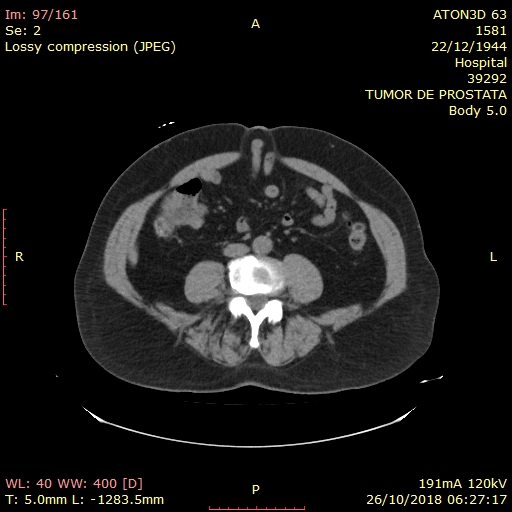 Im: 97/161
Se: 2
Lossy compression (JPEG)
A
ATON3D 63
1581
22/12/1944
Hospital
39292
TUMOR DE PROSTATA
Body 5.0
R
L
WL: 40 WW: 400 [D]
T: 5.0mm L: -1283.5mm
P
191mA 120kV
26/10/2018 06:27:17